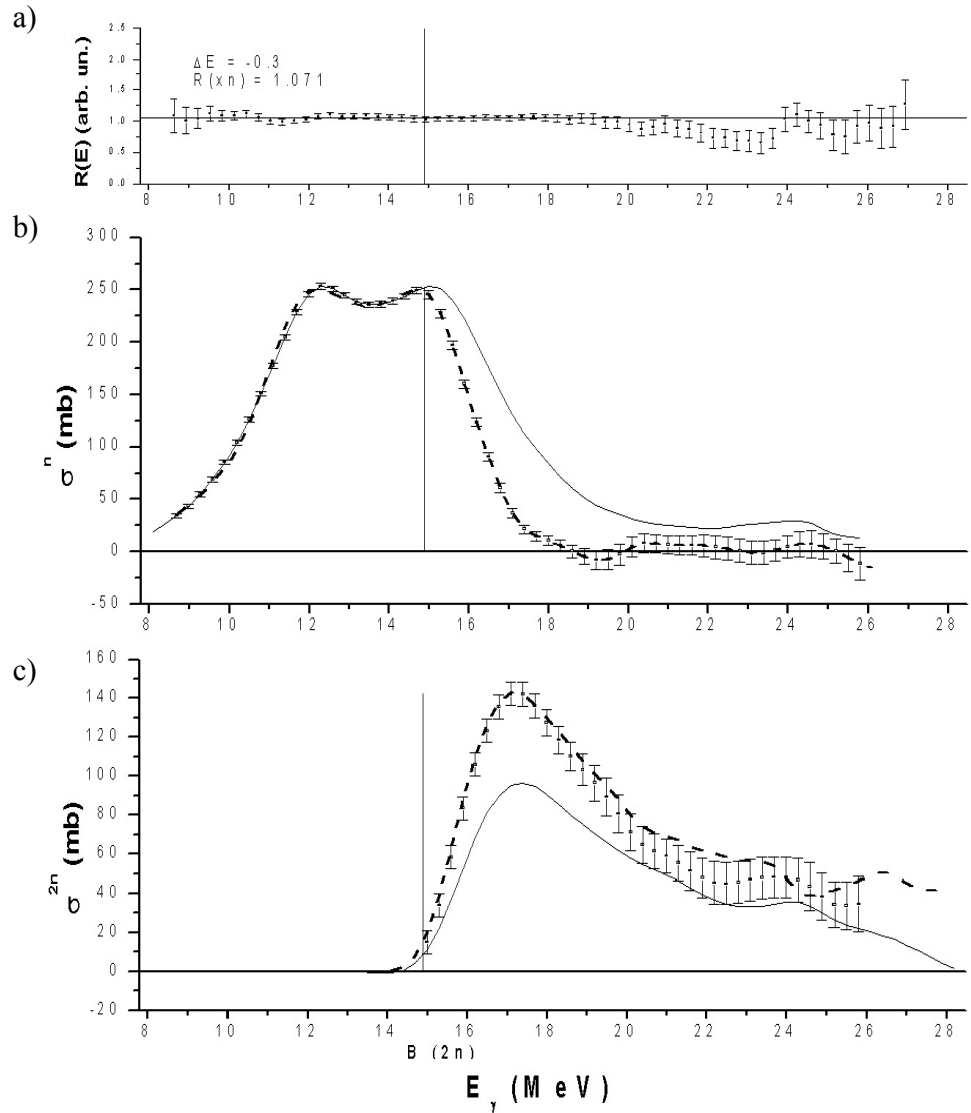 a)
R(E) (arb. un.)
2.5
2.0
1.5
1.0
0.5
0.0
ΔE = -0.3
R(xn) = 1.071
8 10 12 14 16 18 20 22 24 26 28
b)
σⁿ (mb)
300
250
200
150
100
50
0
-50
8 10 12 14 16 18 20 22 24 26 28
c)
σ²ⁿ (mb)
160
140
120
100
80
60
40
20
0
-20
8 10 12 14 16 18 20 22 24 26 28
B (2n)
E γ (MeV)